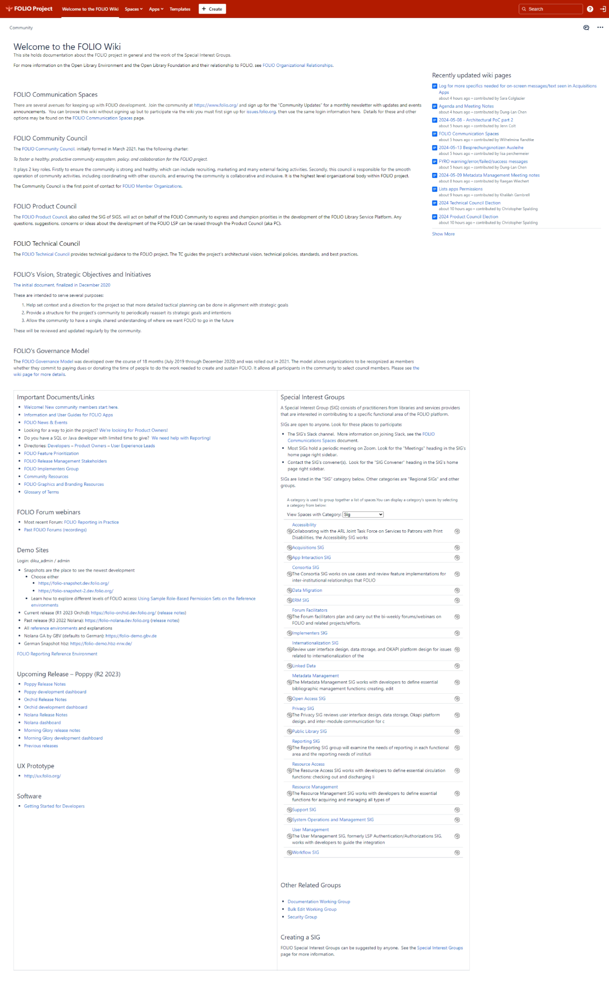 FOLIO Project
Welcome to the FOLIO Wiki
Spaces
Apps
Templates
+ Create
Search
Community
Welcome to the FOLIO Wiki
This site holds documentation about the FOLIO project in general and the work of the Special Interest Groups.
For more information on the Open Library Environment and the Open Library Foundation and their relationship to FOLIO, see FOLIO Organizational Relationships.
FOLIO Communication Spaces
There are several avenues for keeping up with FOLIO development.  Join the community at https://www.folio.org/ and sign up for the "Community Updates" for a monthly newsletter with updates and events
announcements.  You can browse this wiki without signing up but to participate via the wiki you must first sign up for issues.folio.org, then use the same login information here.  Details for these and other
options may be found on the FOLIO Communication Spaces page.
FOLIO Community Council
The FOLIO Community Council, initially formed in March 2021, has the following charter:
To foster a healthy, productive community ecosystem, policy, and collaboration for the FOLIO project.
It plays 2 key roles. Firstly to ensure the community is strong and healthy, which can include recruiting, marketing and many external facing activities. Secondly, this council is responsible for the smooth
operation of community activities, including coordinating with other councils, and ensuring the community is collaborative and inclusive. It is the highest level organizational body within FOLIO project.
The Community Council is the first point of contact for FOLIO Member Organizations.
FOLIO Product Council
The FOLIO Product Council, also called the SIG of SIGS, will act on behalf of the FOLIO Community to express and champion priorities in the development of the FOLIO Library Service Platform. Any
questions, suggestions, concerns or ideas about the development of the FOLIO LSP can be raised through the Product Council (aka PC).
FOLIO Technical Council
The FOLIO Technical Council provides technical guidance to the FOLIO project. The TC guides the project's architectural vision, technical policies, standards, and best practices.
FOLIO's Vision, Strategic Objectives and Initiatives
The initial document, finalized in December 2020
These are intended to serve several purposes:
1. Help set context and a direction for the project so that more detailed tactical planning can be done in alignment with strategic goals
2. Provide a structure for the project's community to periodically reassert its strategic goals and intentions
3. Allow the community to have a single, shared understanding of where we want FOLIO to go in the future
These will be reviewed and updated regularly by the community.
FOLIO's Governance Model
The FOLIO Governance Model was developed over the course of 18 months (July 2019 through December 2020) and was rolled out in 2021. The model allows organizations to be recognized as members
whether they commit to paying dues or donating the time of people to do the work needed to create and sustain FOLIO. It allows all participants in the community to select council members. Please see the
wiki page for more details.
Recently updated wiki pages
Log for more specifics needed for on-screen messages/text seen in Acquisitions
Apps
about 4 hours ago • contributed by Sara Colglazier
Agenda and Meeting Notes
about 4 hours ago • contributed by Dung-Lan Chen
2024-05-08 - Architectural PoC part 2
about 5 hours ago • contributed by Jenn Colt
FOLIO Communication Spaces
about 5 hours ago • contributed by Wilhelmina Randtke
2024-05-13 Besprechungsnotizen Ausleihe
about 5 hours ago • contributed by lisa perchermeier
FYRO warning/error/failed/success messages
about 5 hours ago • contributed by Dung-Lan Chen
2024-05-09 Metadata Management Meeting notes
about 8 hours ago • contributed by Raegan Wiechert
Lists apps Permissions
about 9 hours ago • contributed by Khalilah Gambrell
2024 Technical Council Election
about 10 hours ago • contributed by Christopher Spalding
2024 Product Council Election
about 10 hours ago • contributed by Christopher Spalding
Show More
Important Documents/Links
• Welcome! New community members start here.
• Information and User Guides for FOLIO Apps
• FOLIO News & Events
• Looking for a way to join the project? We're looking for Product Owners!
• Do you have a SQL or Java developer with limited time to give?  We need help with Reporting!
• Directories: Developers – Product Owners – User Experience Leads
• FOLIO Feature Prioritization
• FOLIO Release Management Stakeholders
• FOLIO Implementers Group
• Community Resources
• FOLIO Graphics and Branding Resources
• Glossary of Terms
FOLIO Forum webinars
• Most recent Forum: FOLIO Reporting in Practice
• Past FOLIO Forums (recordings)
Demo Sites
Login: diku_admin / admin
• Snapshots are the place to see the newest development
• Choose either
• https://folio-snapshot.dev.folio.org/
• https://folio-snapshot-2.dev.folio.org/
• Learn how to explore different levels of FOLIO access: Using Sample Role-Based Permission Sets on the Reference
environments
• Current release (R1 2023 Orchid): https://folio-orchid.dev.folio.org/ (release notes)
• Past release (R3 2022 Nolana): https://folio-nolana.dev.folio.org (release notes)
• All reference environments and explanations
• Nolana GA by GBV (defaults to German): https://folio-demo.gbv.de
• German Snapshot hbz: https://folio-demo.hbz-nrw.de/
FOLIO Reporting Reference Environment
Upcoming Release – Poppy (R2 2023)
• Poppy Release Notes
• Poppy development dashboard
• Orchid Release Notes
• Orchid development dashboard
• Nolana Release Notes
• Nolana dashboard
• Morning Glory release notes
• Morning Glory development dashboard
• Previous releases
UX Prototype
• http://ux.folio.org/
Software
• Getting Started for Developers
Special Interest Groups
A Special Interest Group (SIG) consists of practitioners from libraries and services providers
that are interested in contributing to a specific functional area of the FOLIO platform.
SIGs are open to anyone. Look for these places to participate:
• The SIG's Slack channel.  More information on joining Slack, see the FOLIO
Communications Spaces document.
• Most SIGs hold a periodic meeting on Zoom. Look for the "Meetings" heading in the SIG's
home page right sidebar.
• Contact the SIG's convener(s).  Look for the "SIG Convener" heading in the SIG's home
page right sidebar.
SIGs are listed in the "SIG" category below. Other categories are "Regional SIGs" and other
groups.
A category is used to group together a list of spaces.You can display a category's spaces by selecting
a category from below:
View Spaces with Category: Sig
Accessibility
Collaborating with the ARL Joint Task Force on Services to Patrons with Print
Disabilities, the Accessibility SIG works
Acquisitions SIG
App Interaction SIG
Consortia SIG
The Consortia SIG works on use cases and review feature implementations for
inter-institutional relationships that FOLIO
Data Migration
ERM SIG
Forum Facilitators
The Forum facilitators plan and carry out the bi-weekly forums/webinars on
FOLIO and related projects/efforts.
Implementers SIG
Internationalization SIG
Review user interface design, data storage, and OKAPI platform design for issues
related to internationalization of the
Linked Data
Metadata Management
The Metadata Management SIG works with developers to define essential
bibliographic management functions: creating, edit
Open Access SIG
Privacy SIG
The Privacy SIG reviews user interface design, data storage, Okapi platform
design, and inter-module communication for c
Public Library SIG
Reporting SIG
The Reporting SIG group will examine the needs of reporting in each functional
area and the reporting needs of instituti
Resource Access
The Resource Access SIG works with developers to define essential circulation
functions: checking out and discharging li
Resource Management
The Resource Management SIG works with developers to define essential
functions for acquiring and managing all types of
Support SIG
System Operations and Management SIG
User Management
The User Management SIG, formerly LSP Authentication/Authorizations SIG,
works with developers to guide the integration
Workflow SIG
Other Related Groups
• Documentation Working Group
• Bulk Edit Working Group
• Security Group
Creating a SIG
FOLIO Special Interest Groups can be suggested by anyone.  See the Special Interest Groups
page for more information.